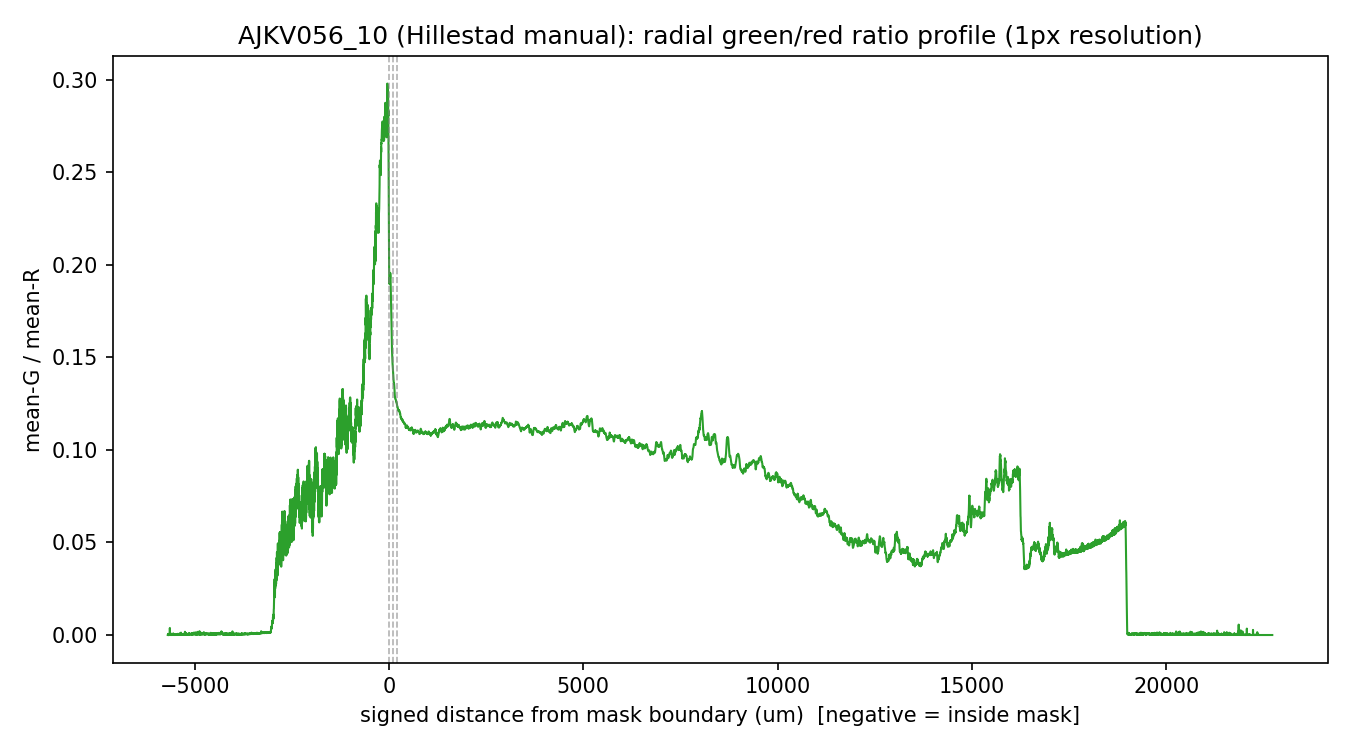 AJKV056_10 (Hillestad manual): radial green/red ratio profile (1px resolution)
mean-G / mean-R
0.30
0.25
0.20
0.15
0.10
0.05
0.00
−5000 0 5000 10000 15000 20000
signed distance from mask boundary (um)  [negative = inside mask]